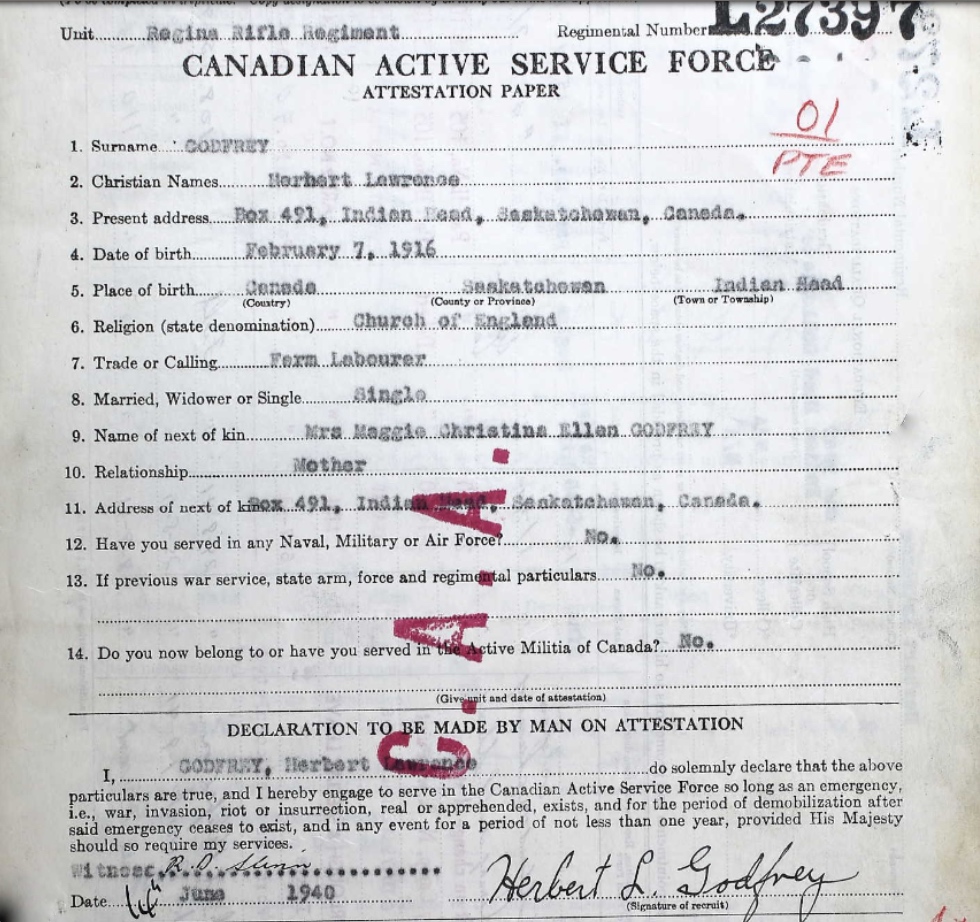 Unit Regina Rifle Regiment Regimental Number L27397
CANADIAN ACTIVE SERVICE FORCE
ATTESTATION PAPER
01
PTE
1. Surname GODFREY
2. Christian Names Herbert Lawrence
3. Present address Box 491, Indian Head, Saskatchewan, Canada.
4. Date of birth February 7, 1916
5. Place of birth Canada Saskatchewan Indian Head
(Country) (County or Province) (Town or Township)
6. Religion (state denomination) Church of England
7. Trade or Calling Farm Labourer
8. Married, Widower or Single Single
9. Name of next of kin Mrs Maggie Christina Ellen GODFREY
10. Relationship Mother
11. Address of next of kin Box 491, Indian Head, Saskatchewan, Canada.
12. Have you served in any Naval, Military or Air Force? No.
13. If previous war service, state arm, force and regimental particulars No.
14. Do you now belong to or have you served in the Active Militia of Canada? No.
(Give unit and date of attestation)
C.A.A.
DECLARATION TO BE MADE BY MAN ON ATTESTATION
I, GODFREY, Herbert Lawrence do solemnly declare that the above
particulars are true, and I hereby engage to serve in the Canadian Active Service Force so long as an emergency,
i.e., war, invasion, riot or insurrection, real or apprehended, exists, and for the period of demobilization after
said emergency ceases to exist, and in any event for a period of not less than one year, provided His Majesty
should so require my services.
Witness R.D.
Date June 1940 Herbert L. Godfrey
(Signature of recruit)